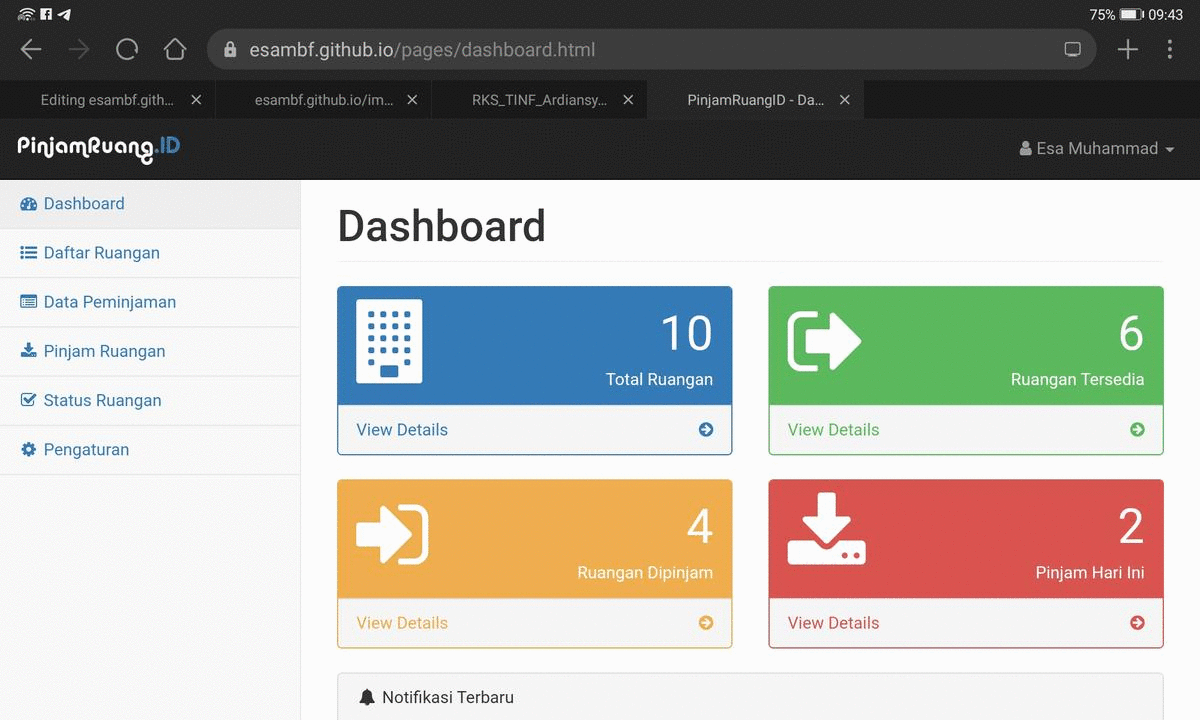 75% 09:43
esambf.github.io/pages/dashboard.html
Editing esambf.gith...
esambf.github.io/im...
RKS_TINF_Ardiansy...
PinjamRuangID - Da...
PinjamRuang.ID
Esa Muhammad
Dashboard
Daftar Ruangan
Data Peminjaman
Pinjam Ruangan
Status Ruangan
Pengaturan
Dashboard
10
Total Ruangan
View Details
6
Ruangan Tersedia
View Details
4
Ruangan Dipinjam
View Details
2
Pinjam Hari Ini
View Details
Notifikasi Terbaru